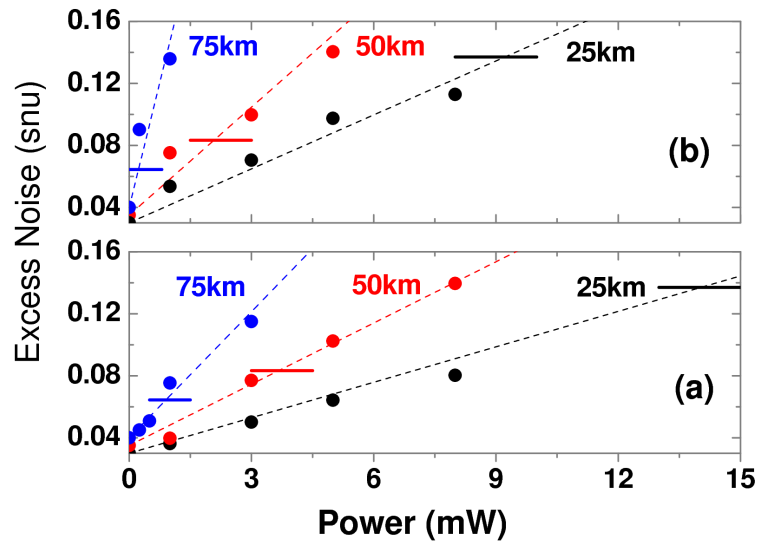 0.16
75km
50km
25km
0.12
0.08
(b)
0.04
Excess Noise (snu)
0.16
75km
50km
25km
0.12
0.08
(a)
0.04
0 3 6 9 12 15
Power (mW)